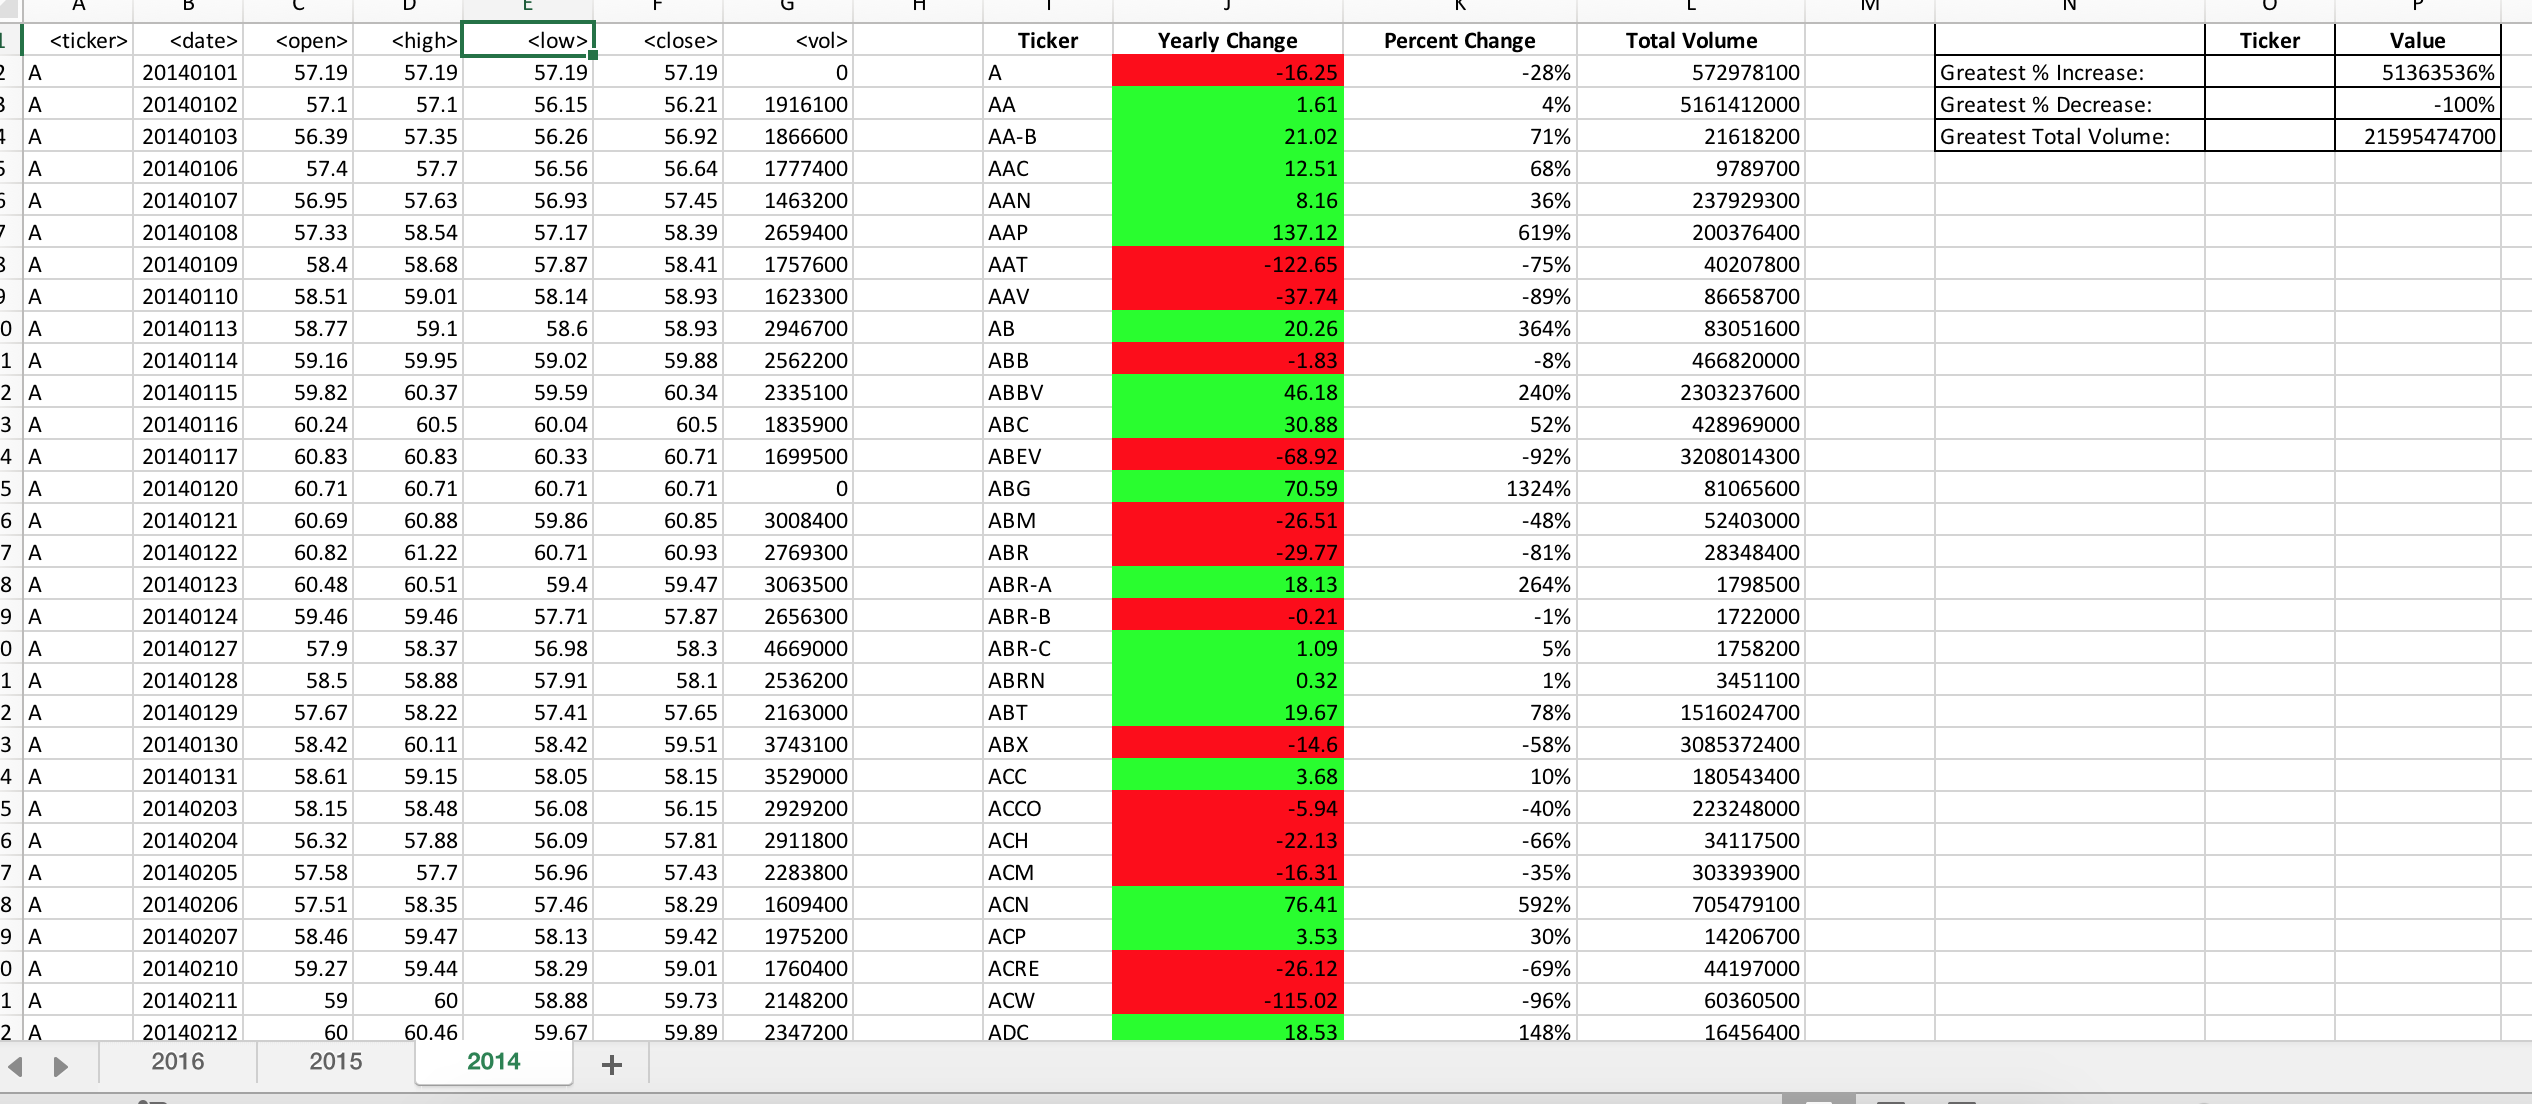 A B C D E F G H I J K L M N O P
1 <ticker> <date> <open> <high> <low> <close> <vol> Ticker Yearly Change Percent Change Total Volume Ticker Value
2 A 20140101 57.19 57.19 57.19 57.19 0 A -16.25 -28% 572978100 Greatest % Increase: 51363536%
3 A 20140102 57.1 57.1 56.15 56.21 1916100 AA 1.61 4% 5161412000 Greatest % Decrease: -100%
4 A 20140103 56.39 57.35 56.26 56.92 1866600 AA-B 21.02 71% 21618200 Greatest Total Volume: 21595474700
5 A 20140106 57.4 57.7 56.56 56.64 1777400 AAC 12.51 68% 9789700
6 A 20140107 56.95 57.63 56.93 57.45 1463200 AAN 8.16 36% 237929300
7 A 20140108 57.33 58.54 57.17 58.39 2659400 AAP 137.12 619% 200376400
8 A 20140109 58.4 58.68 57.87 58.41 1757600 AAT -122.65 -75% 40207800
9 A 20140110 58.51 59.01 58.14 58.93 1623300 AAV -37.74 -89% 86658700
0 A 20140113 58.77 59.1 58.6 58.93 2946700 AB 20.26 364% 83051600
1 A 20140114 59.16 59.95 59.02 59.88 2562200 ABB -1.83 -8% 466820000
2 A 20140115 59.82 60.37 59.59 60.34 2335100 ABBV 46.18 240% 2303237600
3 A 20140116 60.24 60.5 60.04 60.5 1835900 ABC 30.88 52% 428969000
4 A 20140117 60.83 60.83 60.33 60.71 1699500 ABEV -68.92 -92% 3208014300
5 A 20140120 60.71 60.71 60.71 60.71 0 ABG 70.59 1324% 81065600
6 A 20140121 60.69 60.88 59.86 60.85 3008400 ABM -26.51 -48% 52403000
7 A 20140122 60.82 61.22 60.71 60.93 2769300 ABR -29.77 -81% 28348400
8 A 20140123 60.48 60.51 59.4 59.47 3063500 ABR-A 18.13 264% 1798500
9 A 20140124 59.46 59.46 57.71 57.87 2656300 ABR-B -0.21 -1% 1722000
0 A 20140127 57.9 58.37 56.98 58.3 4669000 ABR-C 1.09 5% 1758200
1 A 20140128 58.5 58.88 57.91 58.1 2536200 ABRN 0.32 1% 3451100
2 A 20140129 57.67 58.22 57.41 57.65 2163000 ABT 19.67 78% 1516024700
3 A 20140130 58.42 60.11 58.42 59.51 3743100 ABX -14.6 -58% 3085372400
4 A 20140131 58.61 59.15 58.05 58.15 3529000 ACC 3.68 10% 180543400
5 A 20140203 58.15 58.48 56.08 56.15 2929200 ACCO -5.94 -40% 223248000
6 A 20140204 56.32 57.88 56.09 57.81 2911800 ACH -22.13 -66% 34117500
7 A 20140205 57.58 57.7 56.96 57.43 2283800 ACM -16.31 -35% 303393900
8 A 20140206 57.51 58.35 57.46 58.29 1609400 ACN 76.41 592% 705479100
9 A 20140207 58.46 59.47 58.13 59.42 1975200 ACP 3.53 30% 14206700
0 A 20140210 59.27 59.44 58.29 59.01 1760400 ACRE -26.12 -69% 44197000
1 A 20140211 59 60 58.88 59.73 2148200 ACW -115.02 -96% 60360500
2 A 20140212 60 60.46 59.67 59.89 2347200 ADC 18.53 148% 16456400
2016 2015 2014 +